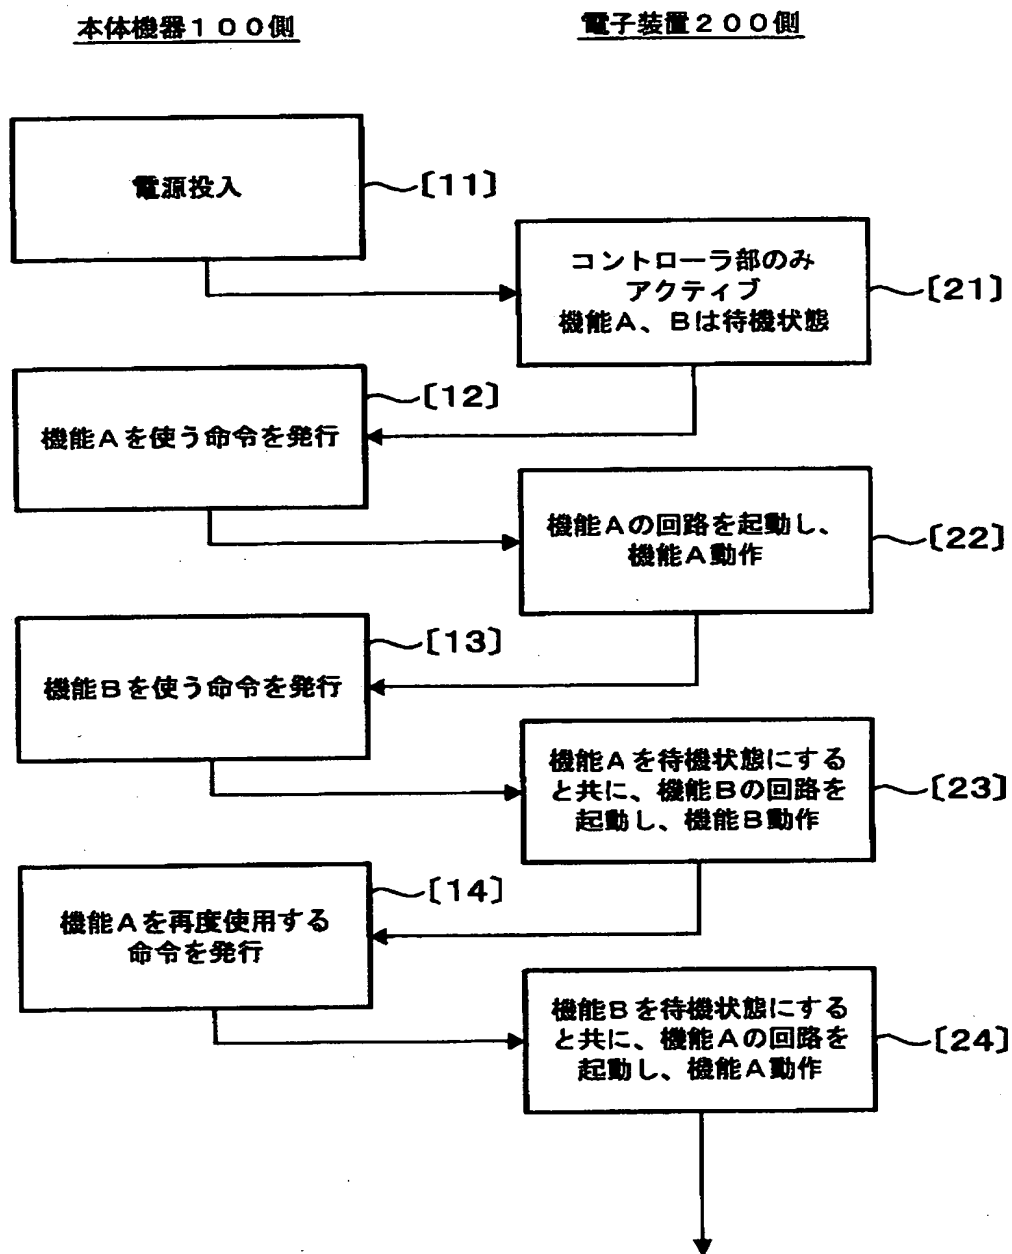 本体機器１００側
電子装置２００側
電源投入
〔11〕
コントローラ部のみ
アクティブ
機能Ａ、Ｂは待機状態
〔21〕
〔12〕
機能Ａを使う命令を発行
機能Ａの回路を起動し、
機能Ａ動作
〔22〕
〔13〕
機能Ｂを使う命令を発行
機能Ａを待機状態にする
と共に、機能Ｂの回路を
起動し、機能Ｂ動作
〔23〕
〔14〕
機能Ａを再度使用する
命令を発行
機能Ｂを待機状態にする
と共に、機能Ａの回路を
起動し、機能Ａ動作
〔24〕